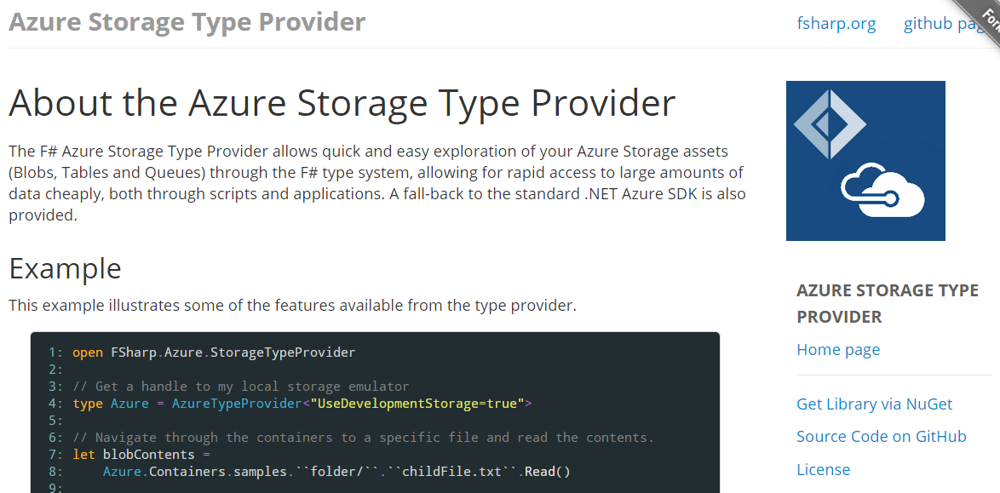 Azure Storage Type Provider
fsharp.org github
About the Azure Storage Type Provider
The F# Azure Storage Type Provider allows quick and easy exploration of your Azure Storage assets
(Blobs, Tables and Queues) through the F# type system, allowing for rapid access to large amounts of
data cheaply, both through scripts and applications. A fall-back to the standard .NET Azure SDK is also
provided.
Example
This example illustrates some of the features available from the type provider.
1: open FSharp.Azure.StorageTypeProvider
2:
3: // Get a handle to my local storage emulator
4: type Azure = AzureTypeProvider<"UseDevelopmentStorage=true">
5:
6: // Navigate through the containers to a specific file and read the contents.
7: let blobContents =
8:     Azure.Containers.samples.``folder/``.``childFile.txt``.Read()
9:
AZURE STORAGE TYPE
PROVIDER
Home page
Get Library via NuGet
Source Code on GitHub
License